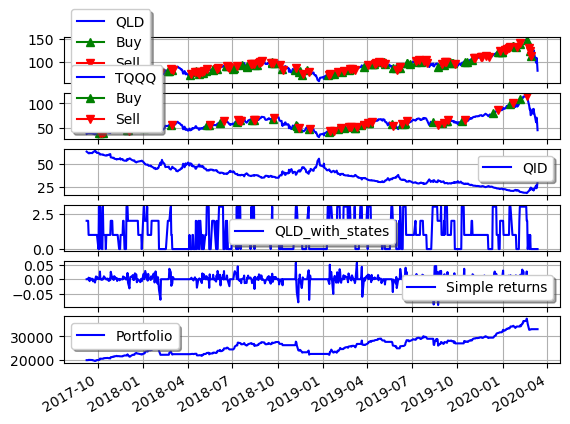 QLD
Buy
Sell
150
100
TQQQ
Buy
Sell
100
50
QID
50
25
QLD_with_states
2.5
0.0
Simple returns
0.05
0.00
−0.05
Portfolio
30000
20000
2017-10
2018-01
2018-04
2018-07
2018-10
2019-01
2019-04
2019-07
2019-10
2020-01
2020-04